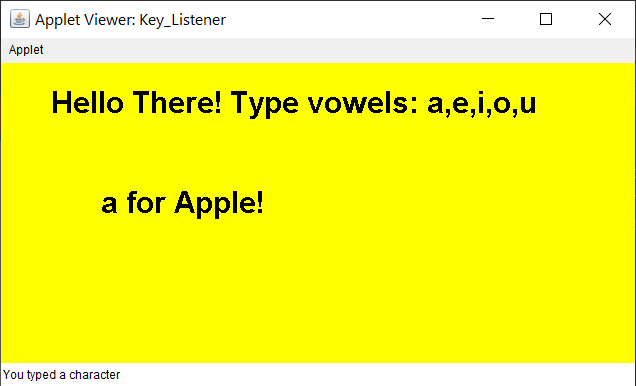 Applet Viewer: Key_Listener
Applet
Hello There! Type vowels: a,e,i,o,u
a for Apple!
You typed a character